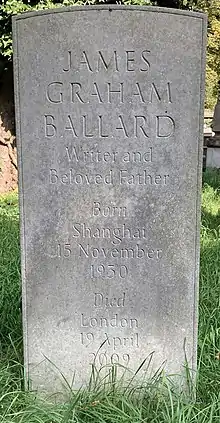 JAMES
GRAHAM
BALLARD
Writer and
Beloved Father
Born
Shanghai
15 November
1930
Died
London
19 April
2009